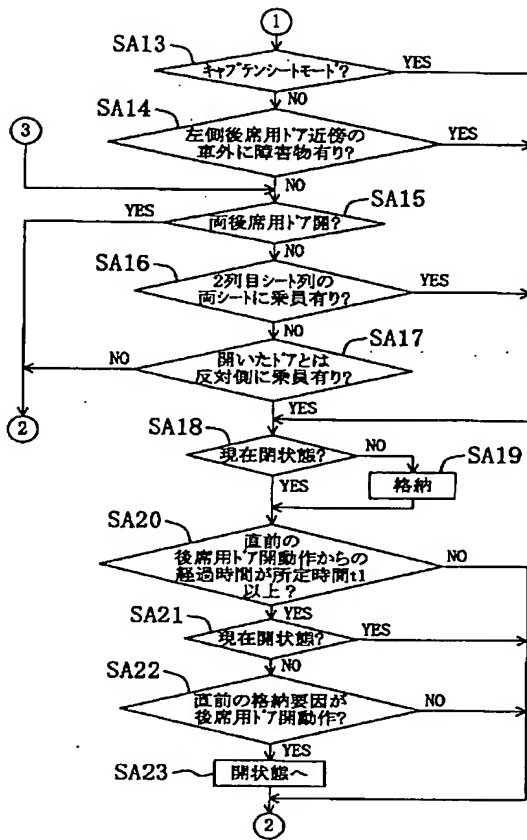 1
SA13
キャプテンシートモード?
YES
NO
SA14
3
左側後席用ドア近傍の
車外に障害物有り?
YES
NO
SA15
YES
両後席用ドア開?
SA16
NO
2列目シート列の
両シートに乗員有り?
YES
NO
SA17
NO
開いたドアとは
反対側に乗員有り?
2
YES
SA18
現在閉状態?
NO
SA19
格納
YES
SA20
直前の
後席用ドア開動作からの
経過時間が所定時間t1
以上?
NO
YES
SA21
現在開状態?
YES
SA22
NO
直前の格納要因が
後席用ドア開動作?
NO
YES
SA23
開状態へ
2